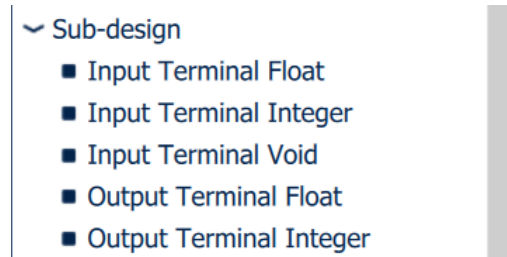 Sub-design
Input Terminal Float
Input Terminal Integer
Input Terminal Void
Output Terminal Float
Output Terminal Integer